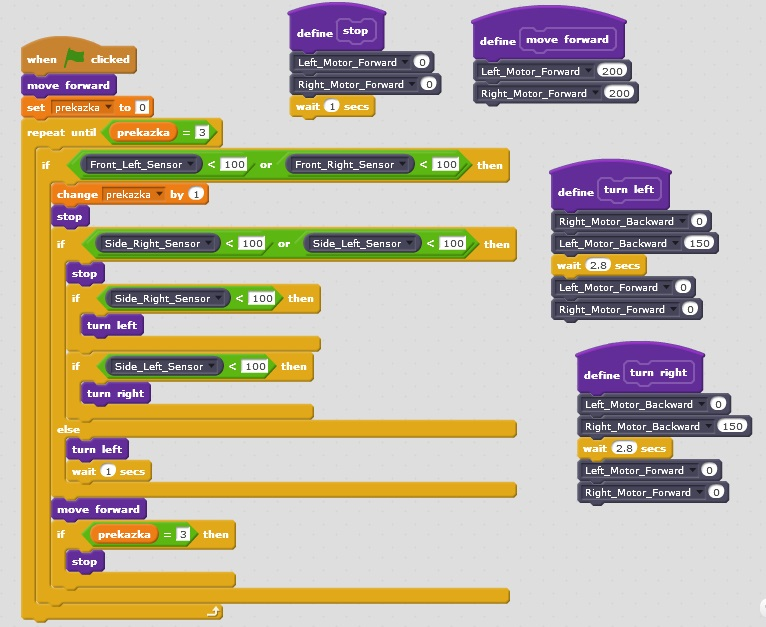 when clicked
move forward
set prekazka to 0
repeat until prekazka = 3
if Front_Left_Sensor < 100 or Front_Right_Sensor < 100 then
change prekazka by 1
stop
if Side_Right_Sensor < 100 or Side_Left_Sensor < 100 then
stop
if Side_Right_Sensor < 100 then
turn left
if Side_Left_Sensor < 100 then
turn right
else
turn left
wait 1 secs
move forward
if prekazka = 3 then
stop
define stop
Left_Motor_Forward 0
Right_Motor_Forward 0
wait 1 secs
define move forward
Left_Motor_Forward 200
Right_Motor_Forward 200
define turn left
Right_Motor_Backward 0
Left_Motor_Backward 150
wait 2.8 secs
Left_Motor_Forward 0
Right_Motor_Forward 0
define turn right
Left_Motor_Backward 0
Right_Motor_Backward 150
wait 2.8 secs
Left_Motor_Forward 0
Right_Motor_Forward 0